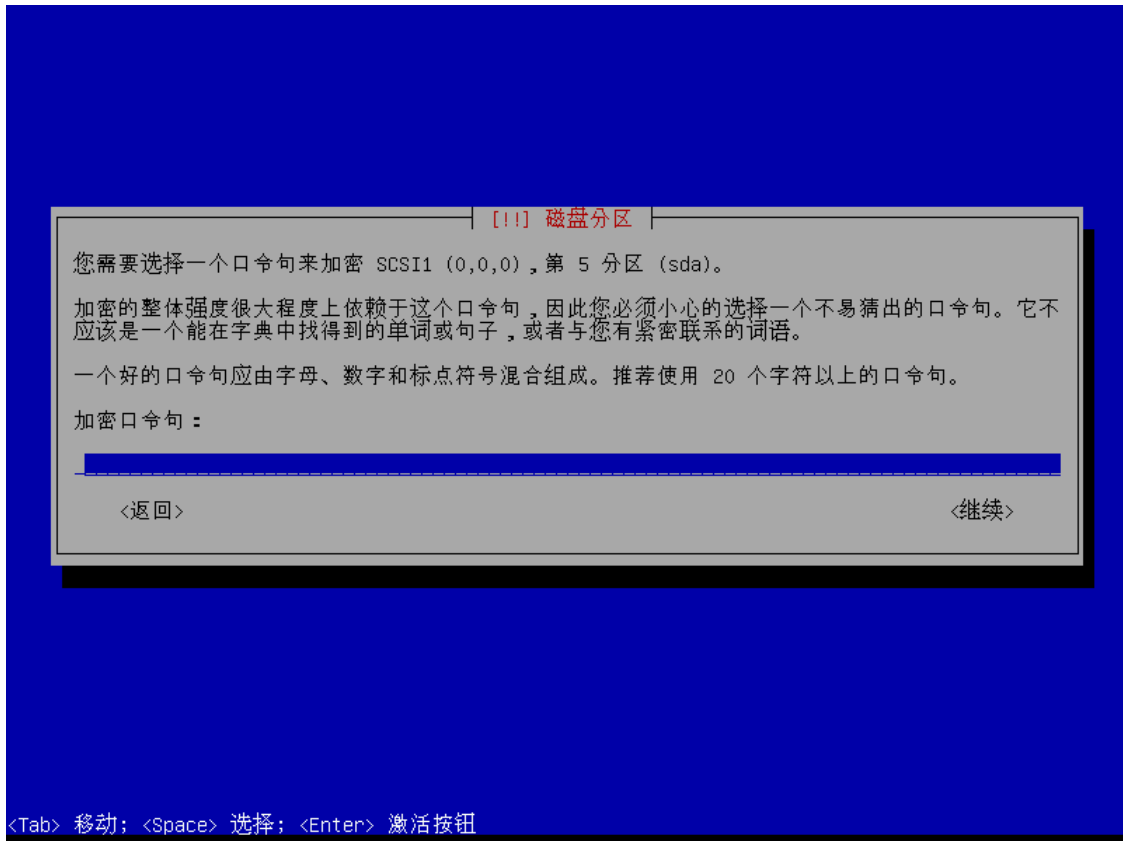 [!!] 磁盘分区
您需要选择一个口令句来加密 SCSI1 (0,0,0)，第 5 分区 (sda)。
加密的整体强度很大程度上依赖于这个口令句，因此您必须小心的选择一个不易猜出的口令句。它不
应该是一个能在字典中找得到的单词或句子，或者与您有紧密联系的词语。
一个好的口令句应由字母、数字和标点符号混合组成。推荐使用 20 个字符以上的口令句。
加密口令句：
<返回> <继续>
<Tab> 移动; <Space> 选择; <Enter> 激活按钮